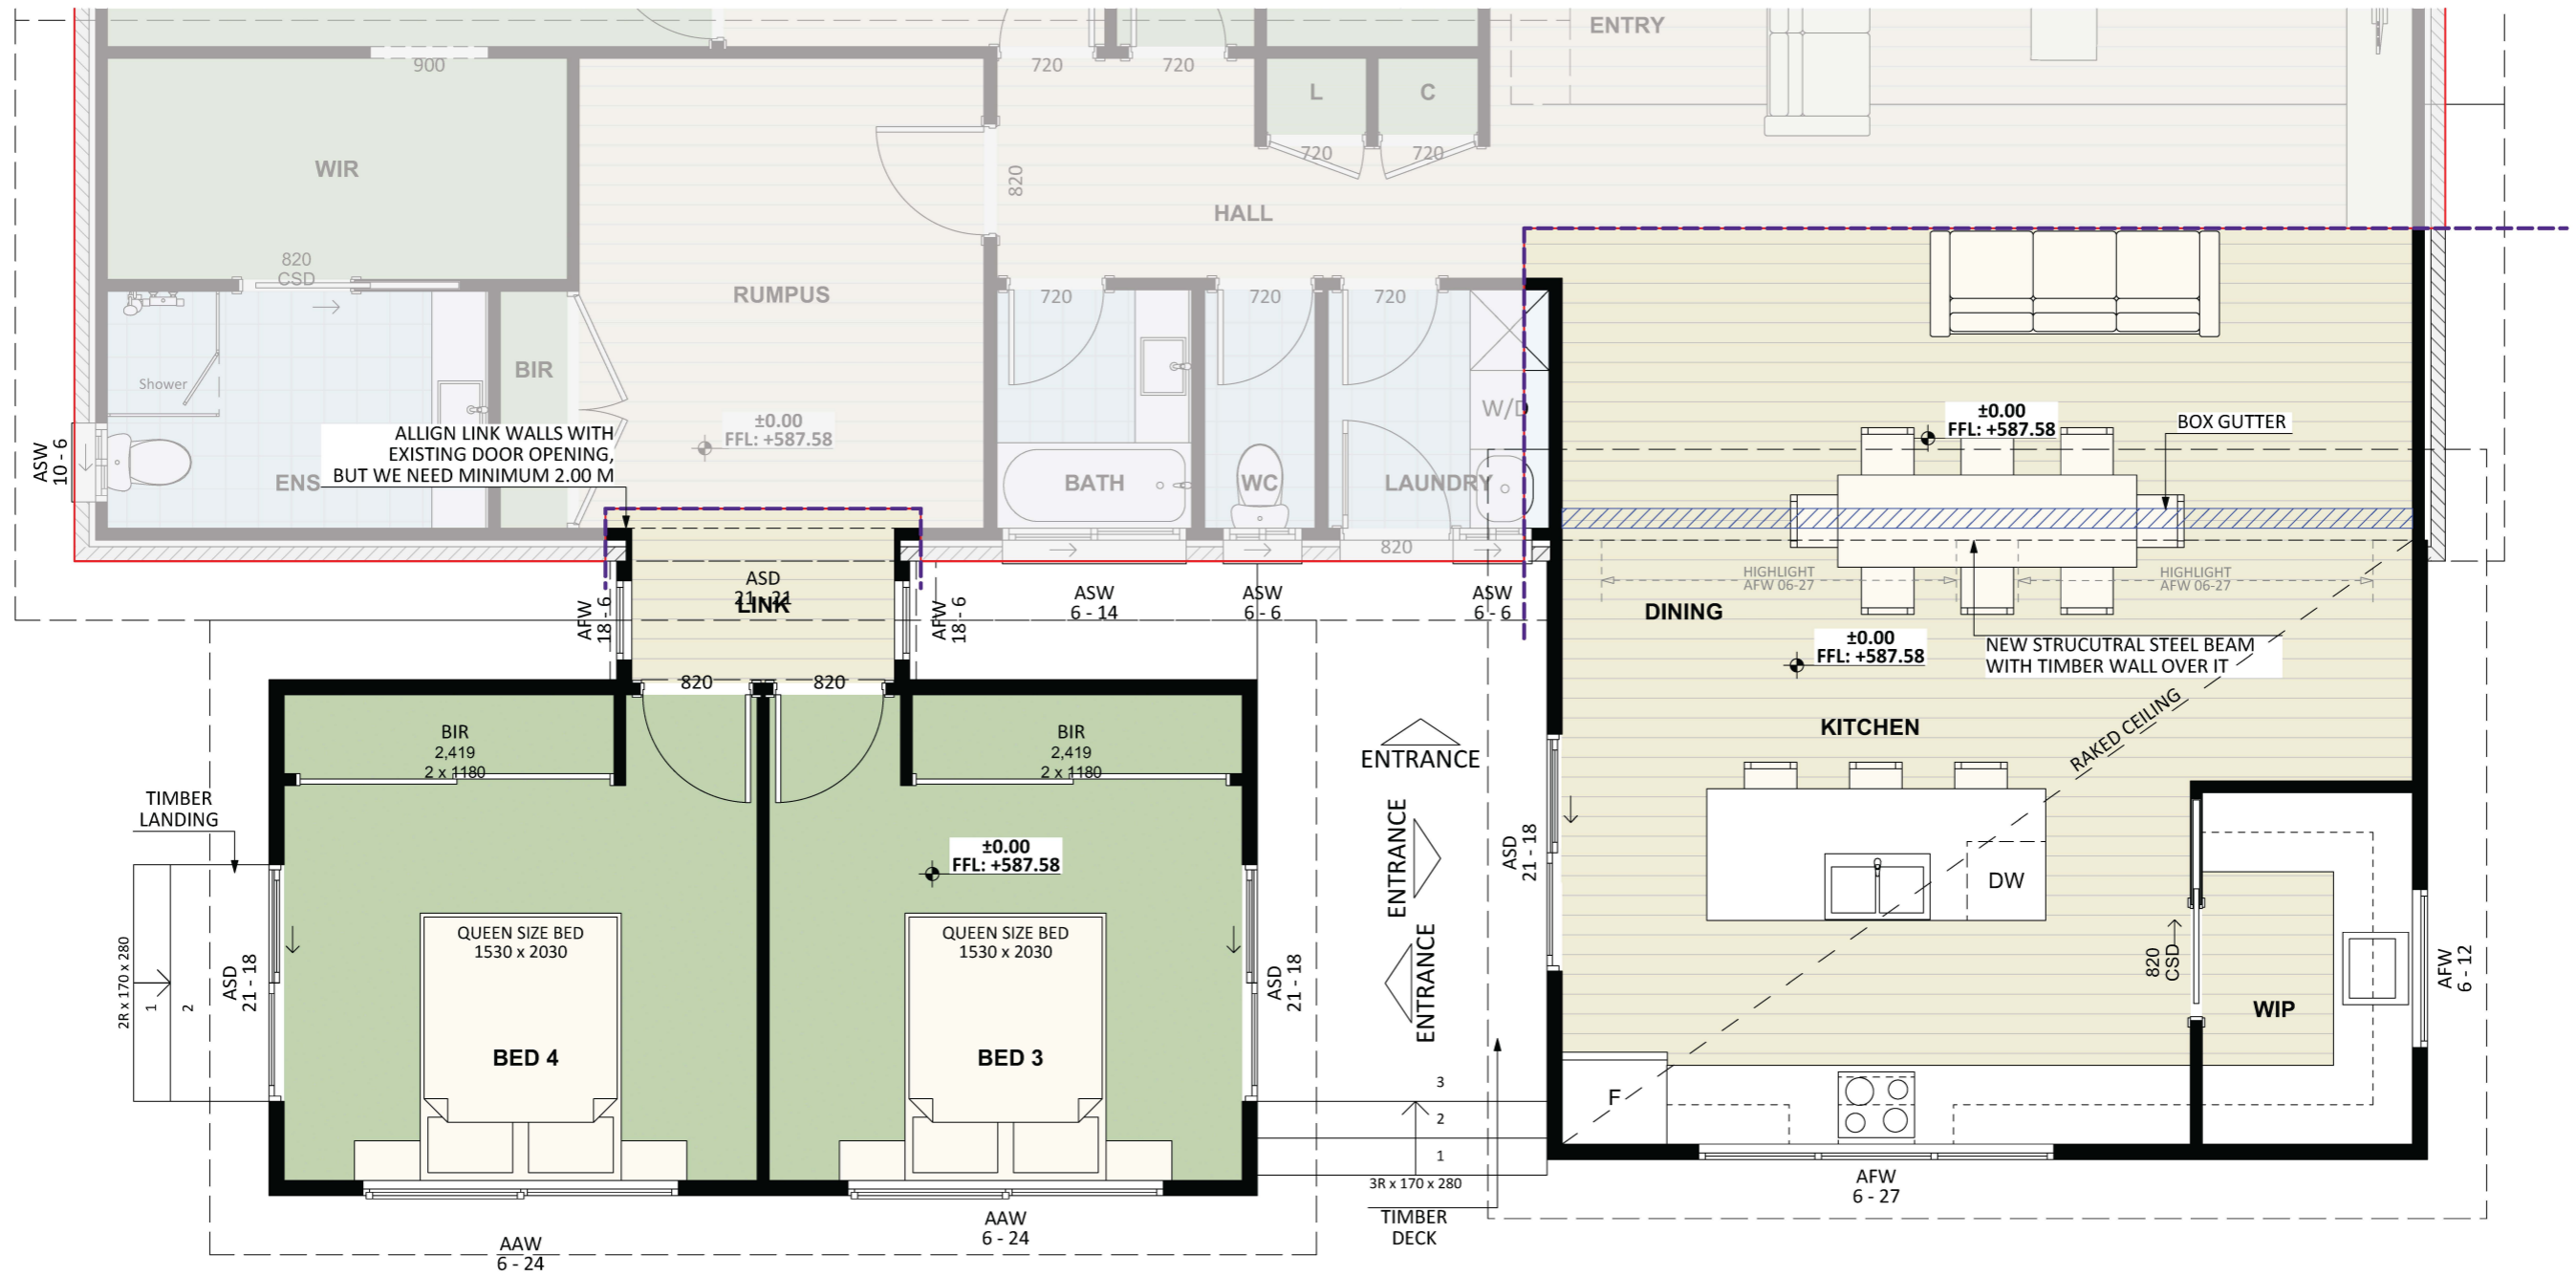 ENTRY
900
720
720
L
C
WIR
720
720
820
HALL
820
CSD
RUMPUS
720
720
720
BIR
Shower
W/D
±0.00
FFL: +587.58
±0.00
FFL: +587.58
BOX GUTTER
ALLIGN LINK WALLS WITH
EXISTING DOOR OPENING,
BUT WE NEED MINIMUM 2.00 M
ASW
10 - 6
ENS
BATH
WC
LAUNDRY
820
ASD
21 - 21
LINK
AFW
18 - 6
AFW
18 - 6
ASW
6 - 14
ASW
6 - 6
ASW
6 - 6
HIGHLIGHT
AFW 06-27
HIGHLIGHT
AFW 06-27
DINING
±0.00
FFL: +587.58
NEW STRUCUTRAL STEEL BEAM
WITH TIMBER WALL OVER IT
820
820
BIR
2,419
2 x 1180
BIR
2,419
2 x 1180
KITCHEN
RAKED CEILING
ENTRANCE
TIMBER
LANDING
±0.00
FFL: +587.58
ENTRANCE
ASD
21 - 18
DW
QUEEN SIZE BED
1530 x 2030
QUEEN SIZE BED
1530 x 2030
2R x 170 x 280
1
2
ASD
21 - 18
ASD
21 - 18
ENTRANCE
820
CSD
AFW
6 - 12
WIP
BED 4
BED 3
3
2
1
F
3R x 170 x 280
TIMBER
DECK
AFW
6 - 27
AAW
6 - 24
AAW
6 - 24